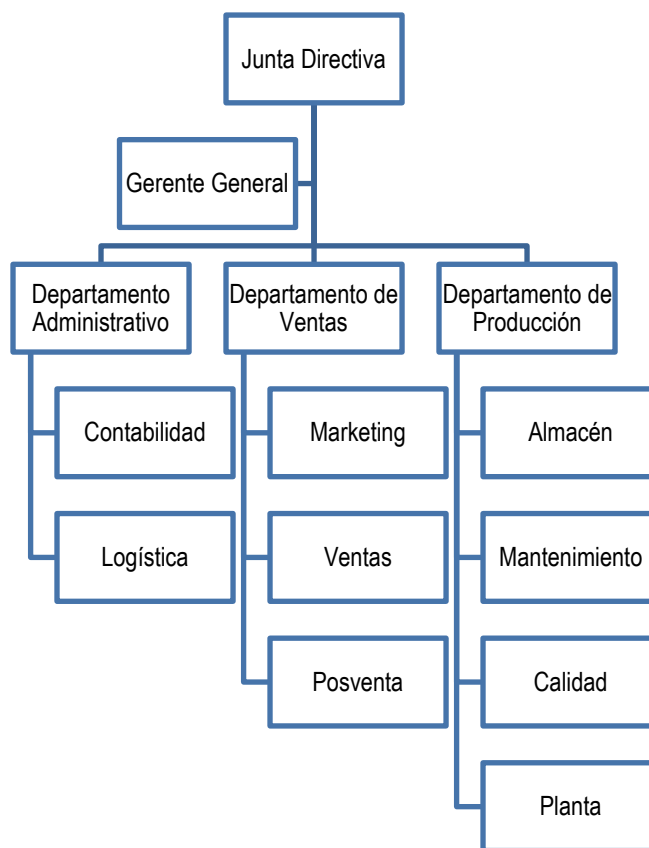 Junta Directiva
Gerente General
Departamento
Administrativo
Departamento de
Ventas
Departamento de
Producción
Contabilidad
Marketing
Almacén
Logística
Ventas
Mantenimiento
Posventa
Calidad
Planta